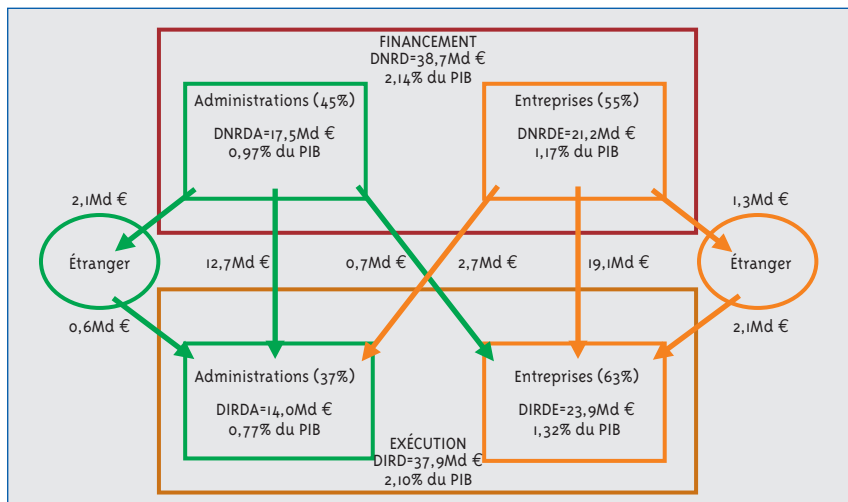 FINANCEMENT
DNRD=38,7Md €
2,14% du PIB
Administrations (45%)
DNRDA=17,5Md €
0,97% du PIB
Entreprises (55%)
DNRDE=21,2Md €
1,17% du PIB
2,1Md €
1,3Md €
Étranger
12,7Md €
0,7Md €
2,7Md €
19,1Md €
Étranger
0,6Md €
2,1Md €
Administrations (37%)
DIRDA=14,0Md €
0,77% du PIB
Entreprises (63%)
DIRDE=23,9Md €
1,32% du PIB
EXÉCUTION
DIRD=37,9Md €
2,10% du PIB